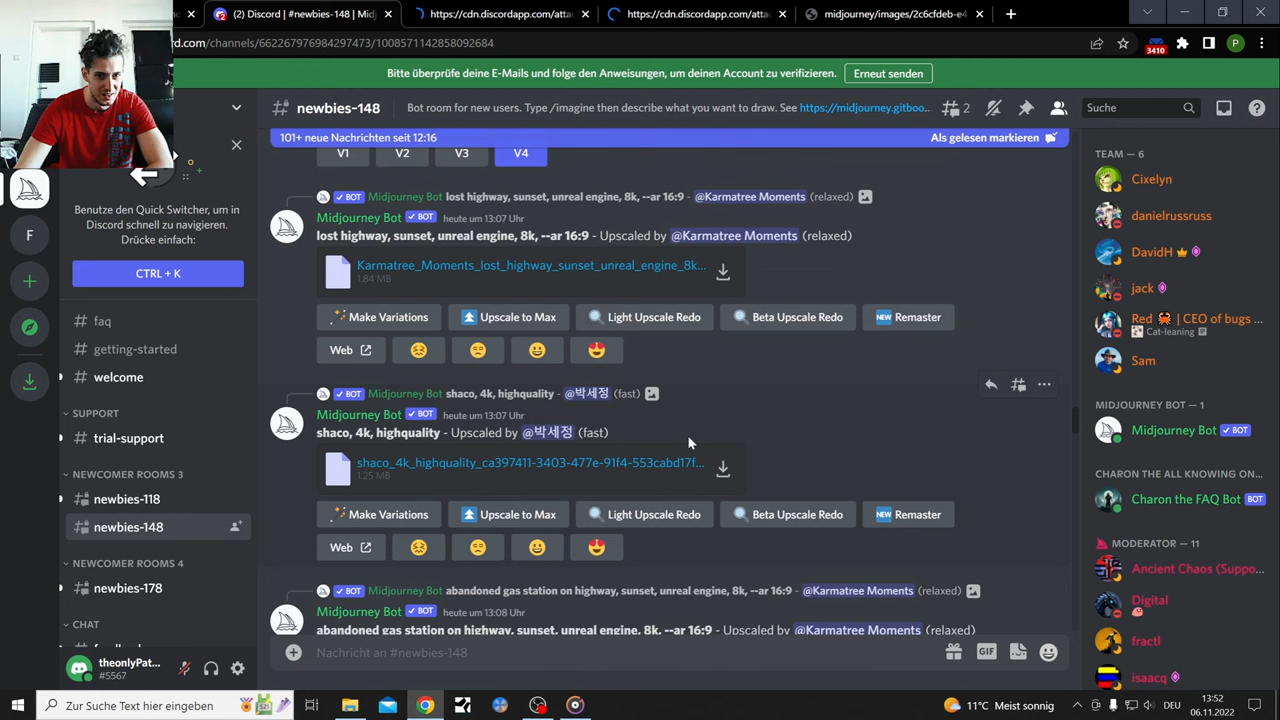 (2) Discord | #newbies-148 | Midj
https://cdn.discordapp.com/attac
https://cdn.discordapp.com/attac
midjourney/images/2c6cfdeb-e4
rd.com/channels/662267976984297473/1008571142858092684
3410
P
Bitte überprüfe deine E-Mails und folge den Anweisungen, um deinen Account zu verifizieren.
Erneut senden
newbies-148
Bot room for new users. Type /imagine then describe what you want to draw. See https://midjourney.gitboo...
2
Suche
101+ neue Nachrichten seit 12:16
Als gelesen markieren
V1
V2
V3
V4
Benutze den Quick Switcher, um in
Discord schnell zu navigieren.
Drücke einfach:
CTRL + K
F
faq
getting-started
welcome
SUPPORT
trial-support
NEWCOMER ROOMS 3
newbies-118
newbies-148
NEWCOMER ROOMS 4
newbies-178
CHAT
theonlyPat...
#5567
BOT Midjourney Bot lost highway, sunset, unreal engine, 8k, --ar 16:9 - @Karmatree Moments (relaxed)
Midjourney Bot BOT heute um 13:07 Uhr
lost highway, sunset, unreal engine, 8k, --ar 16:9 - Upscaled by @Karmatree Moments (relaxed)
Karmatree_Moments_lost_highway_sunset_unreal_engine_8k...
1.84 MB
Make Variations
Upscale to Max
Light Upscale Redo
Beta Upscale Redo
NEW Remaster
Web
BOT Midjourney Bot shaco, 4k, highquality - @박세정 (fast)
Midjourney Bot BOT heute um 13:07 Uhr
shaco, 4k, highquality - Upscaled by @박세정 (fast)
shaco_4k_highquality_ca397411-3403-477e-91f4-553cabd17f...
1.25 MB
Make Variations
Upscale to Max
Light Upscale Redo
Beta Upscale Redo
NEW Remaster
Web
BOT Midjourney Bot abandoned gas station on highway, sunset, unreal engine, 8k, --ar 16:9 - @Karmatree Moments (relaxed)
Midjourney Bot BOT heute um 13:08 Uhr
abandoned gas station on highway, sunset, unreal engine, 8k, --ar 16:9 - Upscaled by @Karmatree Moments (relaxed)
Nachricht an #newbies-148
GIF
TEAM — 6
Cixelyn
danielrussruss
DavidH
jack
Red | CEO of bugs ...
Cat-leaning
Sam
MIDJOURNEY BOT — 1
Midjourney Bot BOT
CHARON THE ALL KNOWING ON...
Charon the FAQ Bot BOT
MODERATOR — 11
Ancient Chaos (Suppo...
Digital
fractl
isaacq
Zur Suche Text hier eingeben
11°C Meist sonnig
DEU
13:52
06.11.2022